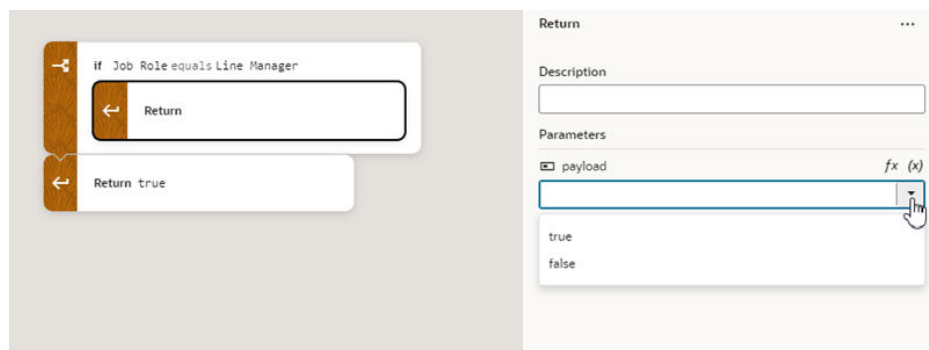 if Job Role equals Line Manager
Return
Return true
Return
Description
Parameters
payload fx (x)
true
false